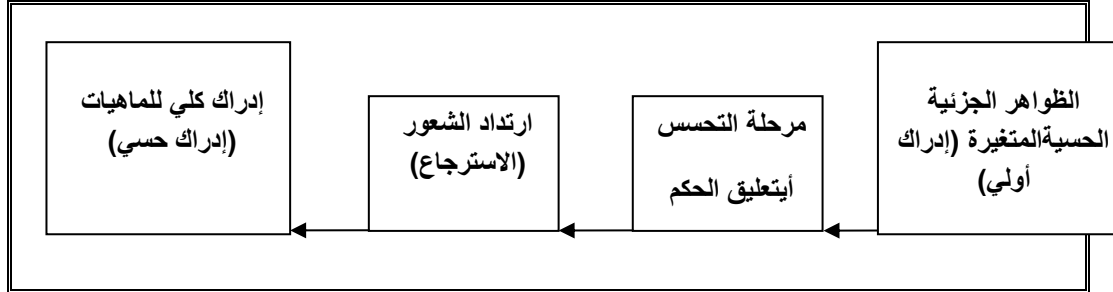 الظواهر الجزئية
الحسيةالمتغيرة (إدراك
أولي)
مرحلة التحسس
أيتعليق الحكم
ارتداد الشعور
(الاسترجاع)
إدراك كلي للماهيات
(إدراك حسي)